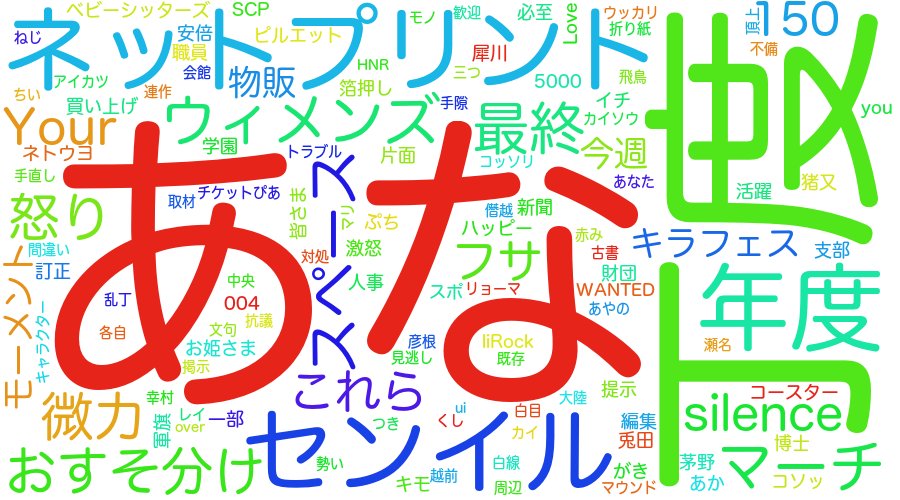 ベビーシッターズ
SCP
モノ
歓迎
必至
Love
ウッカリ
折り紙
頂上
150
ネットプリント
ねじ
安倍
職員
ピルエット
会館
HNR
三つ
犀川
5000
飛鳥
不備
アイカツ
ちい
連作
物販
箔押し
手隙
イチ
カイソウ
you
買い上げ
Your
ウィメンズ
最終
今週
ネトウヨ
学園
トラブル
片面
コッソリ
手直し
取材
チケットぴあ
あなた
活躍
猪又
あな
怒り
皆さま
マリ
スペース
ぷち
僭越
新聞
ハッピー
激怒
赤み
古書
キラフェス
支部
間違い
訂正
モーメント
対処
フサ
人事
財団
中央
乱丁
004
スポ
リョーマ
WANTED
あやの
年度
キャラクター
各自
文句
抗議
お姫さま
掲示
彦根
liRock
見逃し
既存
瀬名
これら
提示
微力
幸村
レイ
over
一部
軍旗
つぎ
ui
くし
白目
大陸
カイ
編集
兎田
silence
コースター
博士
センイル
おすそ分け
勢い
キモ
越前
白線
周辺
がき
マウンド
茅野
あか
マーチ
コソッ